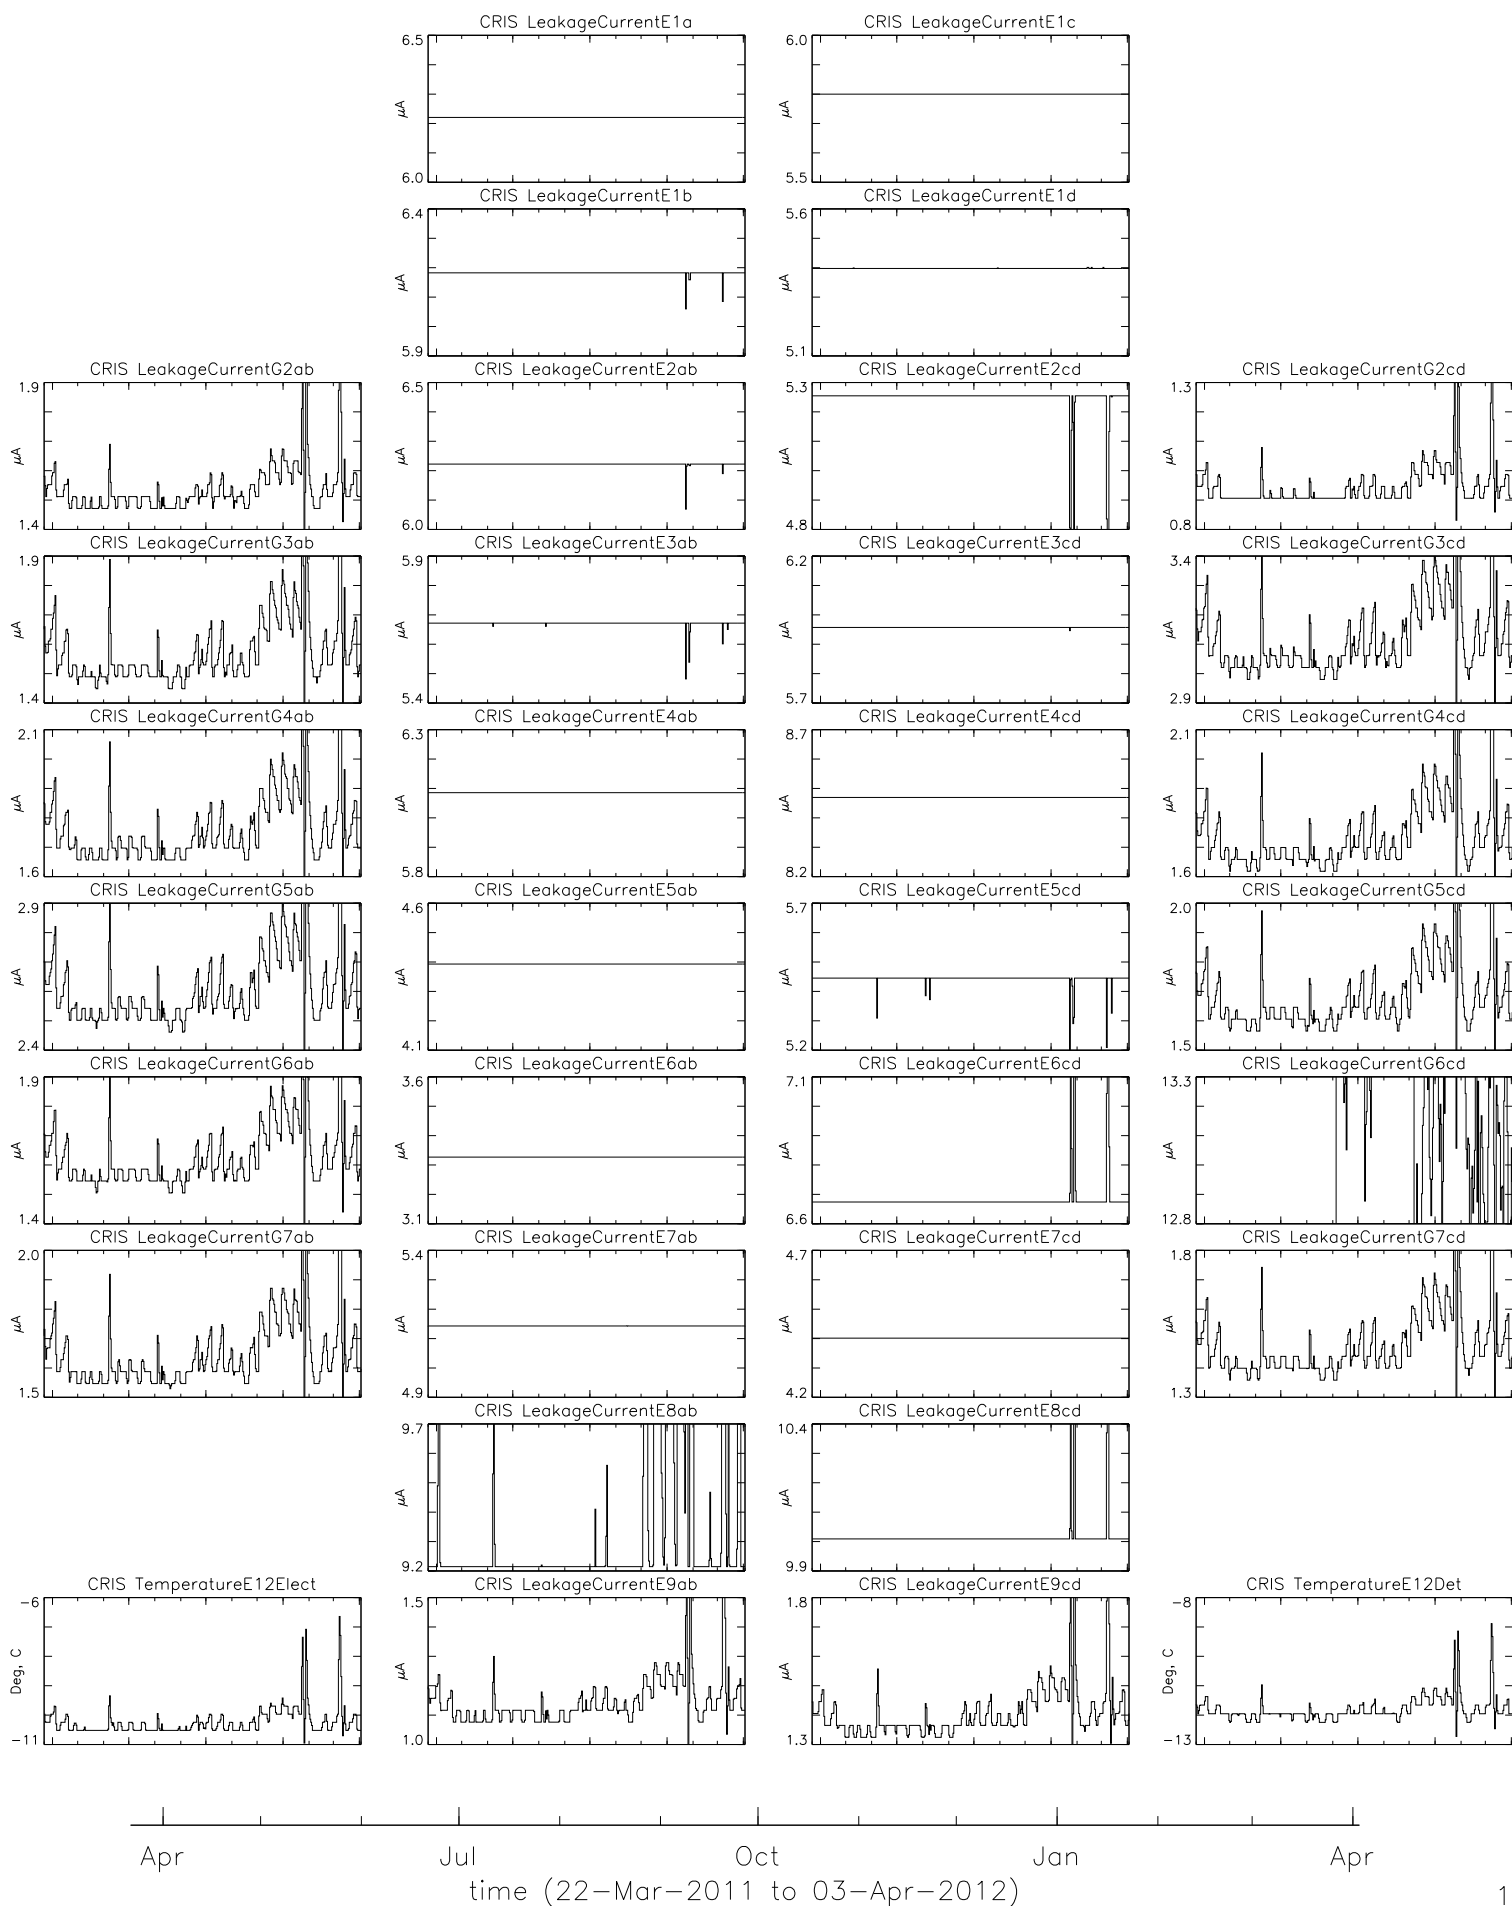 CRIS LeakageCurrentE1a
6.5
μA
6.0
CRIS LeakageCurrentE1c
6.0
μA
5.5
CRIS LeakageCurrentE1b
6.4
μA
5.9
CRIS LeakageCurrentE1d
5.6
μA
5.1
CRIS LeakageCurrentG2ab
1.9
μA
1.4
CRIS LeakageCurrentE2ab
6.5
μA
6.0
CRIS LeakageCurrentE2cd
5.3
μA
4.8
CRIS LeakageCurrentG2cd
1.3
μA
0.8
CRIS LeakageCurrentG3ab
1.9
μA
1.4
CRIS LeakageCurrentE3ab
5.9
μA
5.4
CRIS LeakageCurrentE3cd
6.2
μA
5.7
CRIS LeakageCurrentG3cd
3.4
μA
2.9
CRIS LeakageCurrentG4ab
2.1
μA
1.6
CRIS LeakageCurrentE4ab
6.3
μA
5.8
CRIS LeakageCurrentE4cd
8.7
μA
8.2
CRIS LeakageCurrentG4cd
2.1
μA
1.6
CRIS LeakageCurrentG5ab
2.9
μA
2.4
CRIS LeakageCurrentE5ab
4.6
μA
4.1
CRIS LeakageCurrentE5cd
5.7
μA
5.2
CRIS LeakageCurrentG5cd
2.0
μA
1.5
CRIS LeakageCurrentG6ab
1.9
μA
1.4
CRIS LeakageCurrentE6ab
3.6
μA
3.1
CRIS LeakageCurrentE6cd
7.1
μA
6.6
CRIS LeakageCurrentG6cd
13.3
μA
12.8
CRIS LeakageCurrentG7ab
2.0
μA
1.5
CRIS LeakageCurrentE7ab
5.4
μA
4.9
CRIS LeakageCurrentE7cd
4.7
μA
4.2
CRIS LeakageCurrentG7cd
1.8
μA
1.3
CRIS LeakageCurrentE8ab
9.7
μA
9.2
CRIS LeakageCurrentE8cd
10.4
μA
9.9
CRIS TemperatureE12Elect
−6
Deg, C
−11
CRIS LeakageCurrentE9ab
1.5
μA
1.0
CRIS LeakageCurrentE9cd
1.8
μA
1.3
CRIS TemperatureE12Det
−8
Deg, C
−13
Apr Jul Oct Jan Apr
time (22−Mar−2011 to 03−Apr−2012)
1